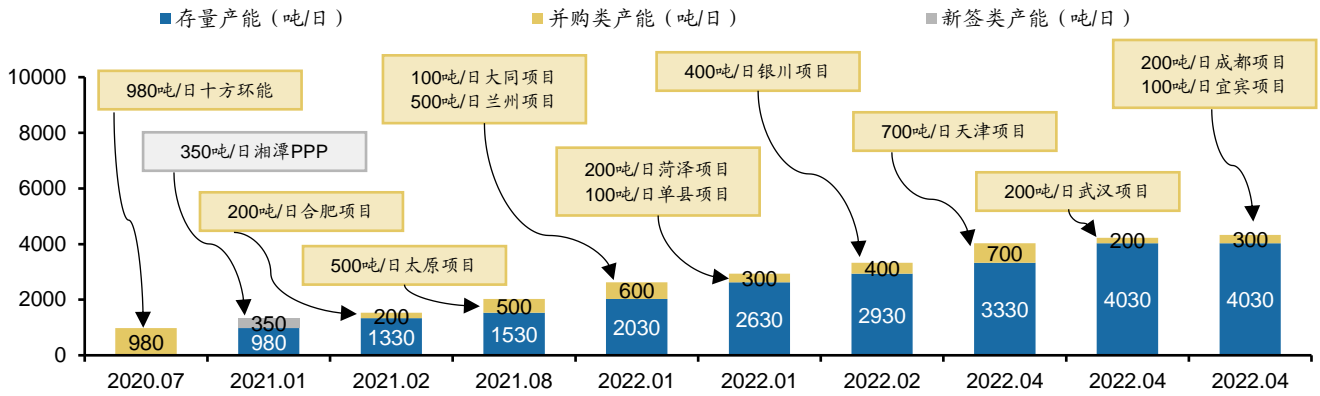 存量产能（吨/日）
并购类产能（吨/日）
新签类产能（吨/日）
10000
8000
6000
4000
2000
0
980吨/日十方环能
350吨/日湘潭PPP
200吨/日合肥项目
500吨/日太原项目
100吨/日大同项目
500吨/日兰州项目
200吨/日菏泽项目
100吨/日单县项目
400吨/日银川项目
700吨/日天津项目
200吨/日武汉项目
200吨/日成都项目
100吨/日宜宾项目
980
350
980
200
1330
500
1530
600
2030
300
2630
400
2930
700
3330
200
4030
300
4030
2020.07
2021.01
2021.02
2021.08
2022.01
2022.01
2022.02
2022.04
2022.04
2022.04